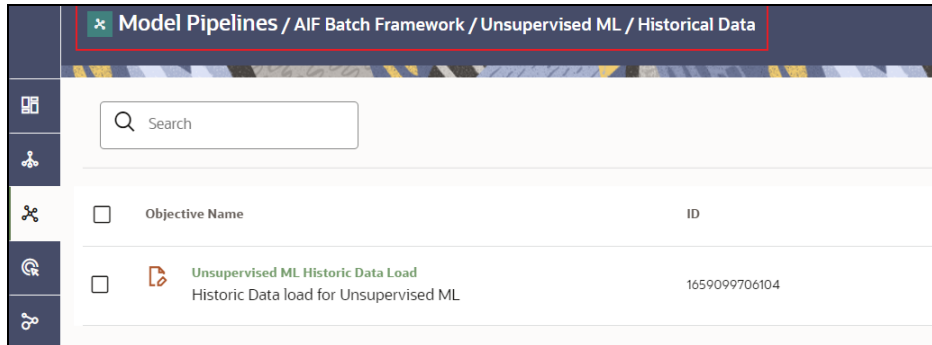 Model Pipelines / AIF Batch Framework / Unsupervised ML / Historical Data
Search
Objective Name ID
Unsupervised ML Historic Data Load
Historic Data load for Unsupervised ML 1659099706104